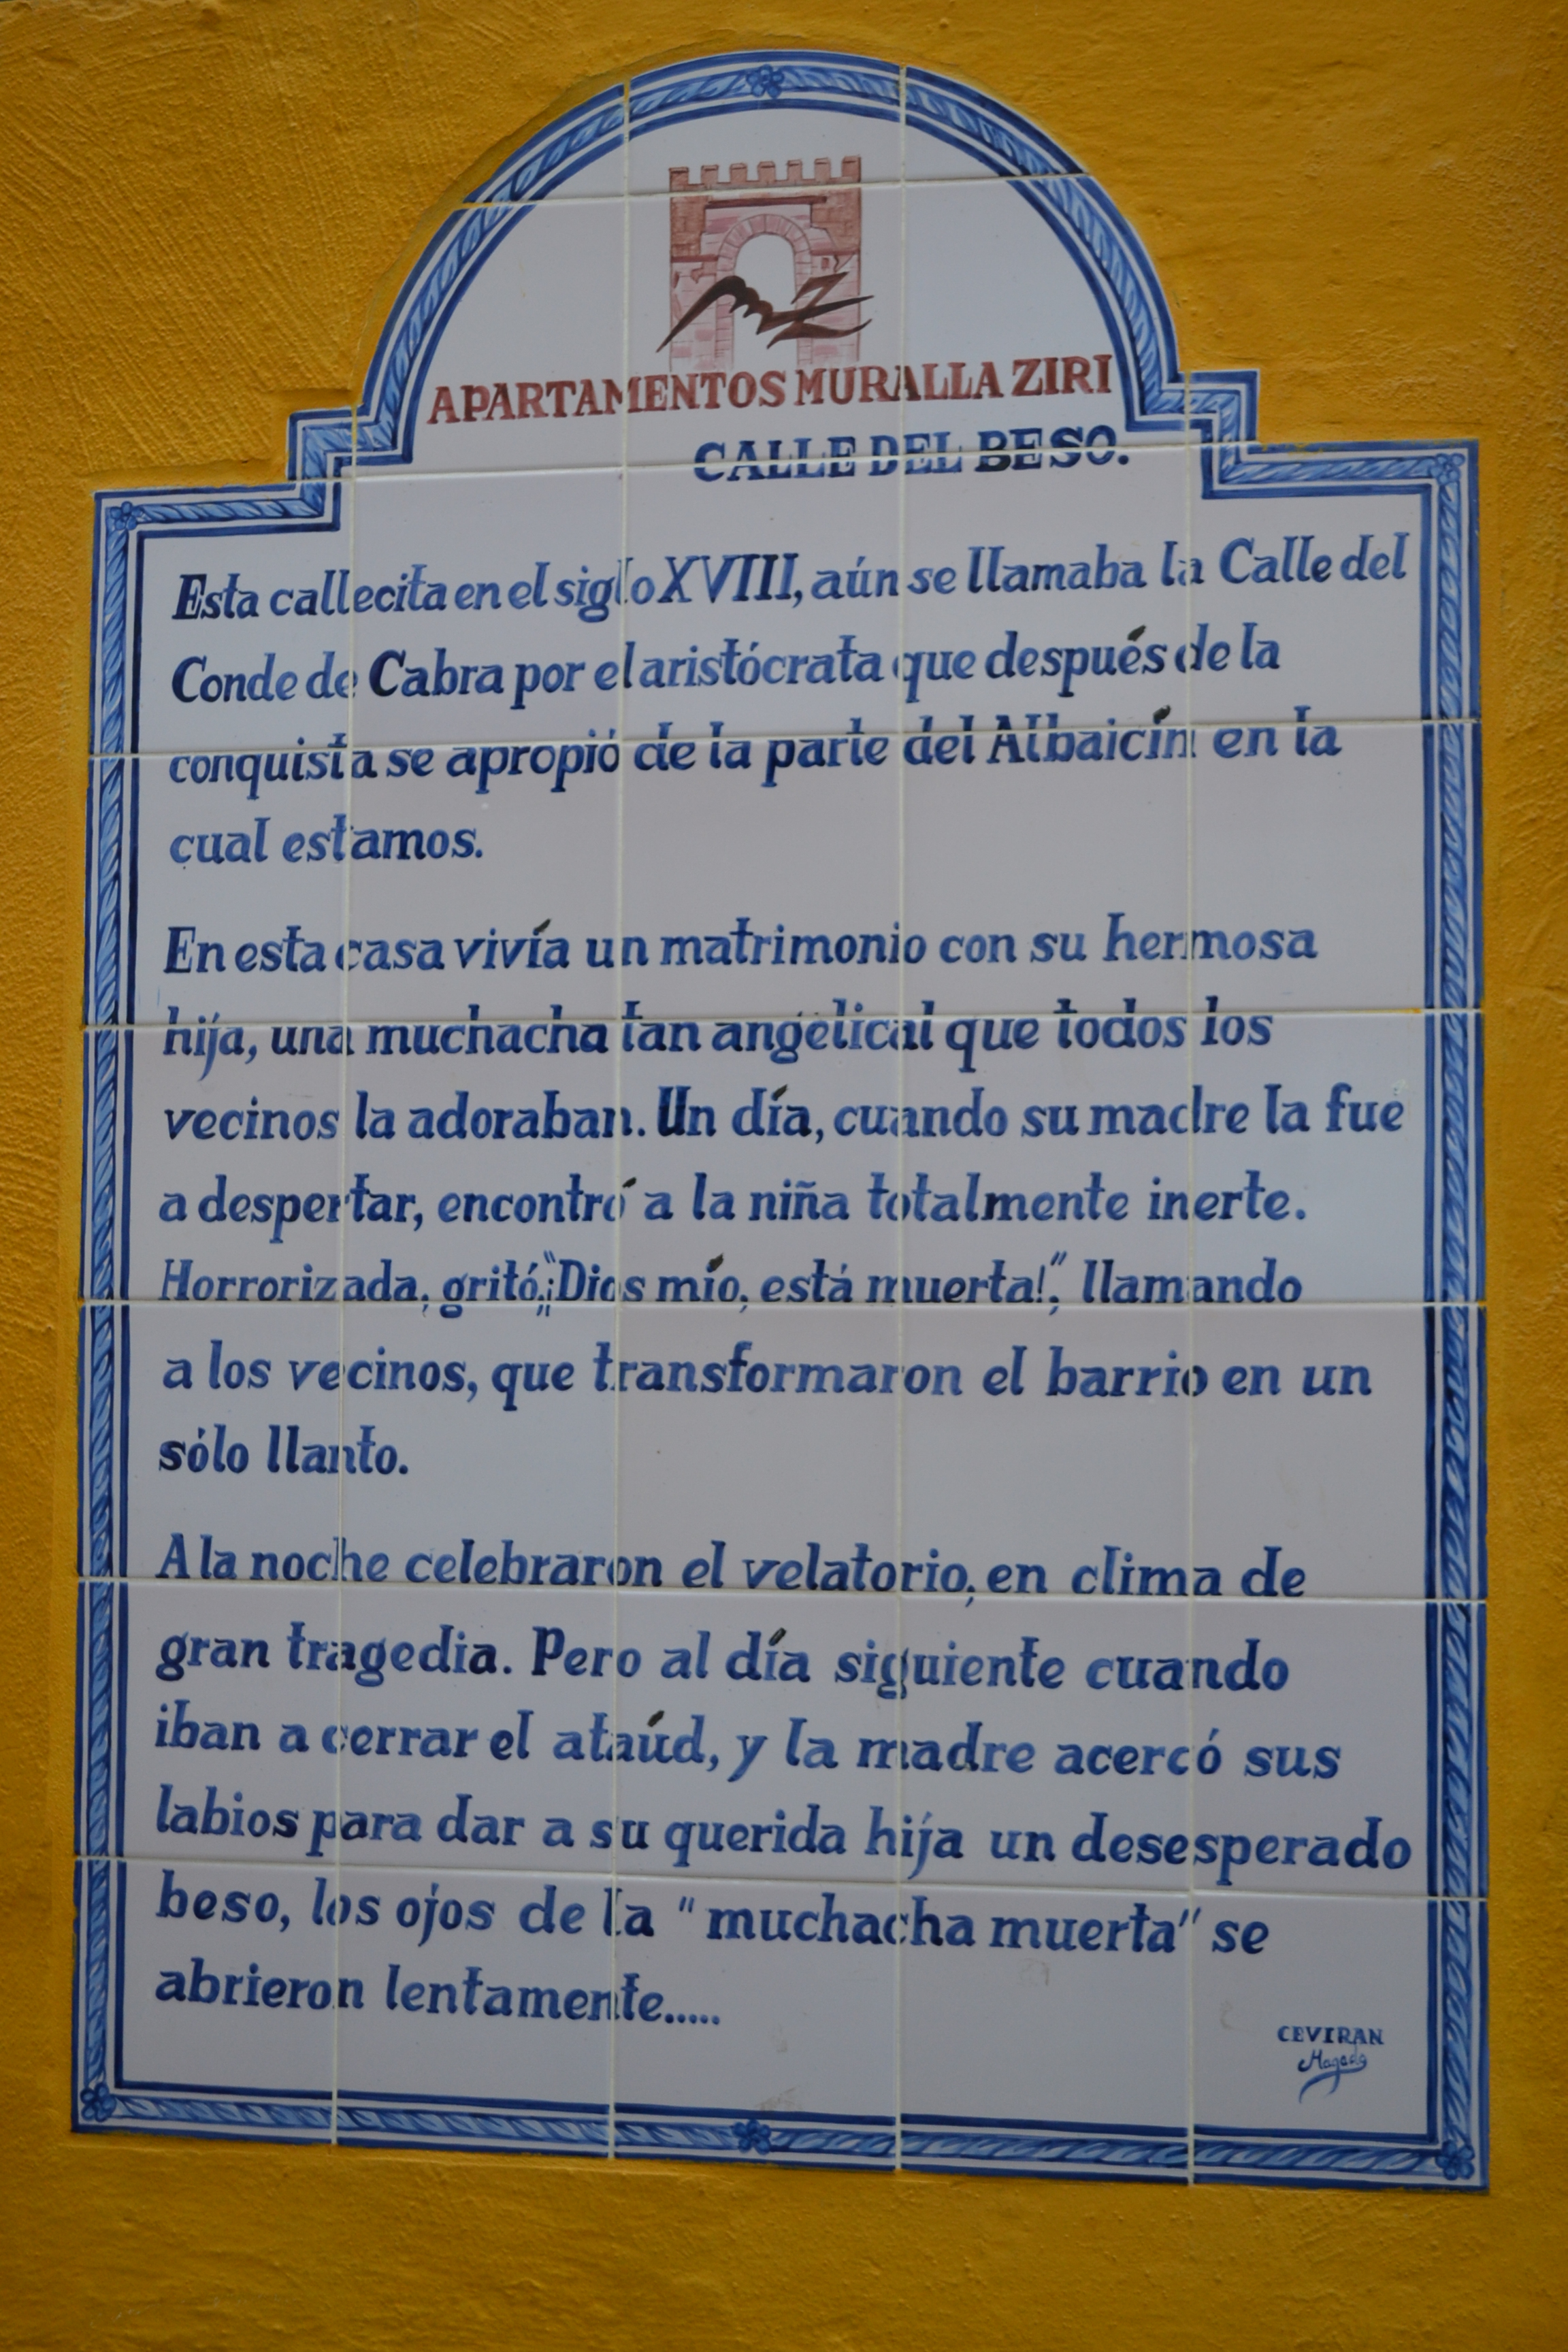 APARTAMENTOS MURALLA ZIRI
CALLE DEL BESO.
Esta callecita en el siglo XVIII, aún se llamaba la Calle del
Conde de Cabra por el aristócrata que después de la
conquista se apropió de la parte del Albaicín en la
cual estamos.
En esta casa vivía un matrimonio con su hermosa
hija, una muchacha tan angelical que todos los
vecinos la adoraban. Un día, cuando su madre la fue
a despertar, encontró a la niña totalmente inerte.
Horrorizada, gritó,"¡Dios mío, está muerta!", llamando
a los vecinos, que transformaron el barrio en un
sólo llanto.
A la noche celebraron el velatorio, en clima de
gran tragedia. Pero al día siguiente cuando
iban a cerrar el ataúd, y la madre acercó sus
labios para dar a su querida hija un desesperado
beso, los ojos de la "muchacha muerta" se
abrieron lentamente.....
CEVIRAN